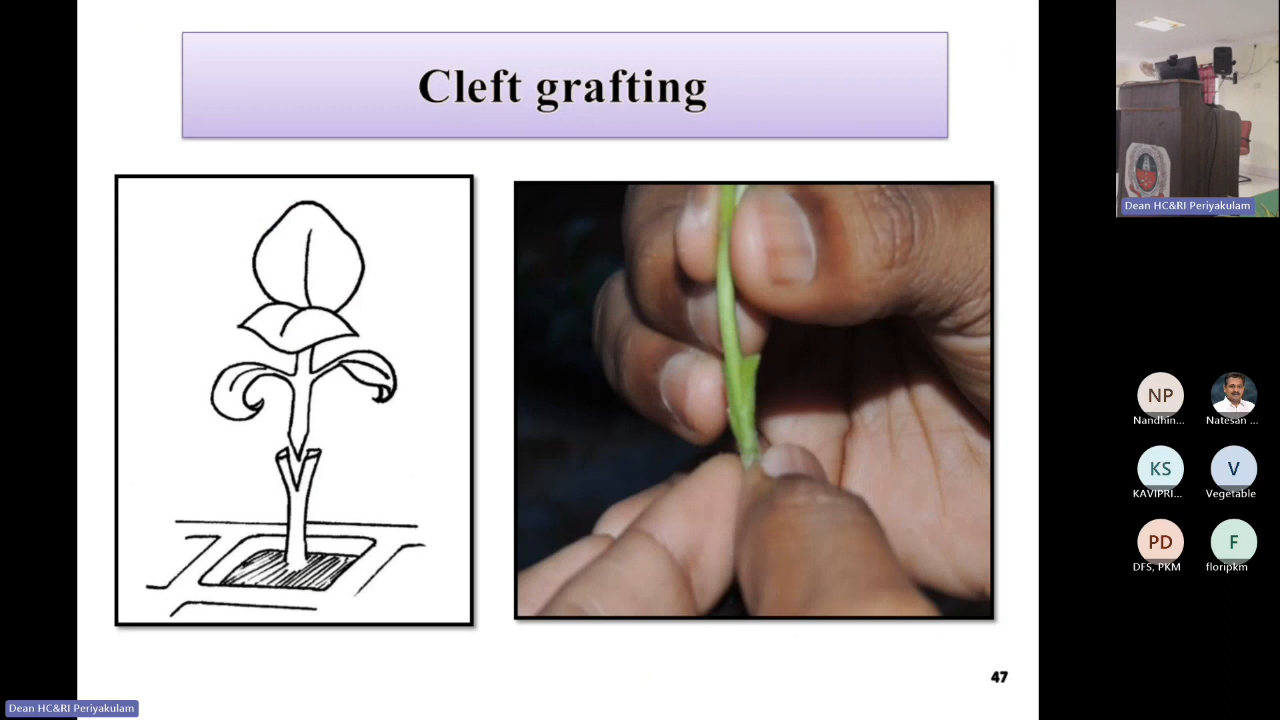 Cleft grafting
47
Dean HC&RI Periyakulam
NP
Nandhin...
Natesan ...
KS
KAVIPRI...
V
Vegetable
PD
DFS, PKM
F
floripkm
Dean HC&RI Periyakulam